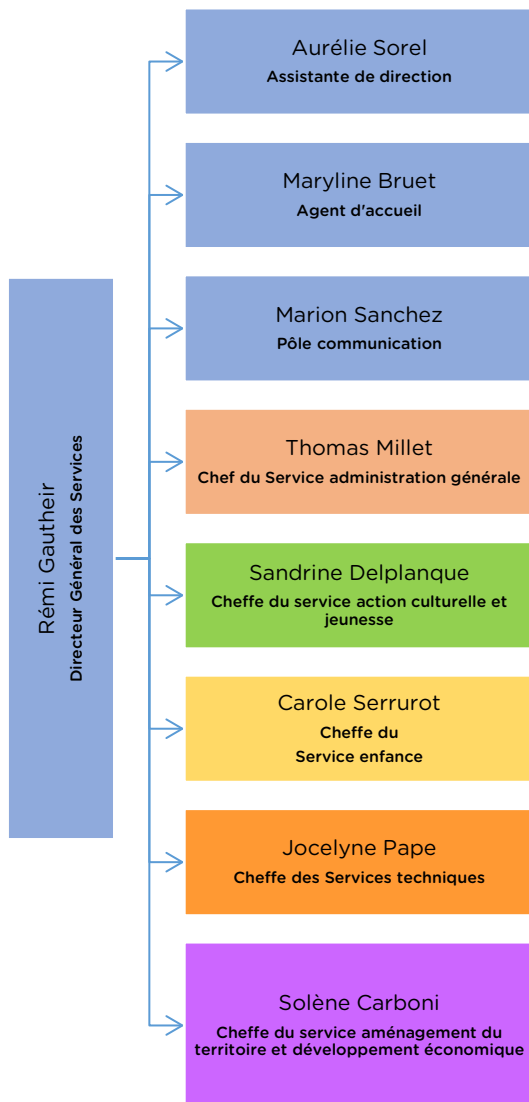 Rémi Gautheir
Directeur Général des Services
Aurélie Sorel
Assistante de direction
Maryline Bruet
Agent d'accueil
Marion Sanchez
Pôle communication
Thomas Millet
Chef du Service administration générale
Sandrine Delplanque
Cheffe du service action culturelle et
jeunesse
Carole Serrurot
Cheffe du
Service enfance
Jocelyne Pape
Cheffe des Services techniques
Solène Carboni
Cheffe du service aménagement du
territoire et développement économique